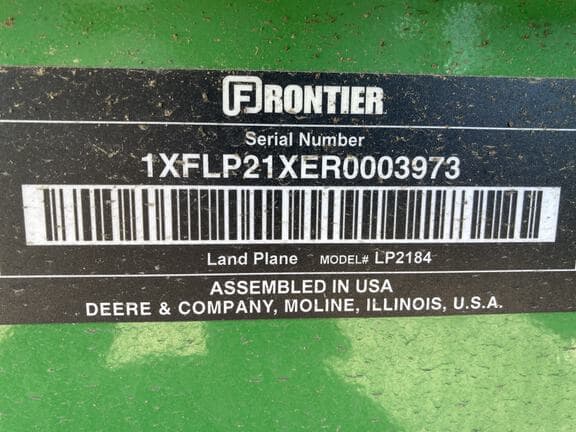 FRONTIER
Serial Number
1XFLP21XER0003973
Land Plane MODEL# LP2184
ASSEMBLED IN USA
DEERE & COMPANY, MOLINE, ILLINOIS, U.S.A.